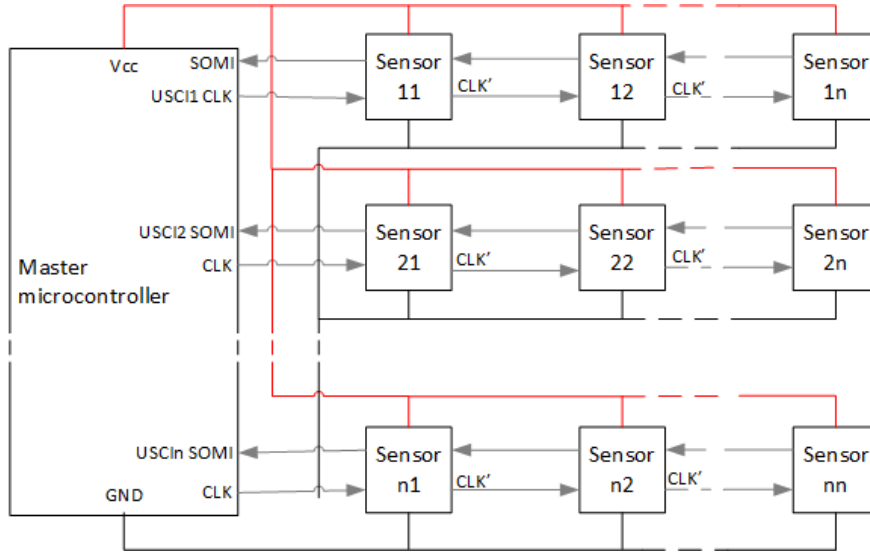 Vcc
SOMI
USCI1 CLK
Sensor
11
CLK'
Sensor
12
CLK'
Sensor
1n
USCI2 SOMI
CLK
Sensor
21
CLK'
Sensor
22
CLK'
Sensor
2n
Master
microcontroller
USCIn SOMI
CLK
GND
Sensor
n1
CLK'
Sensor
n2
CLK'
Sensor
nn